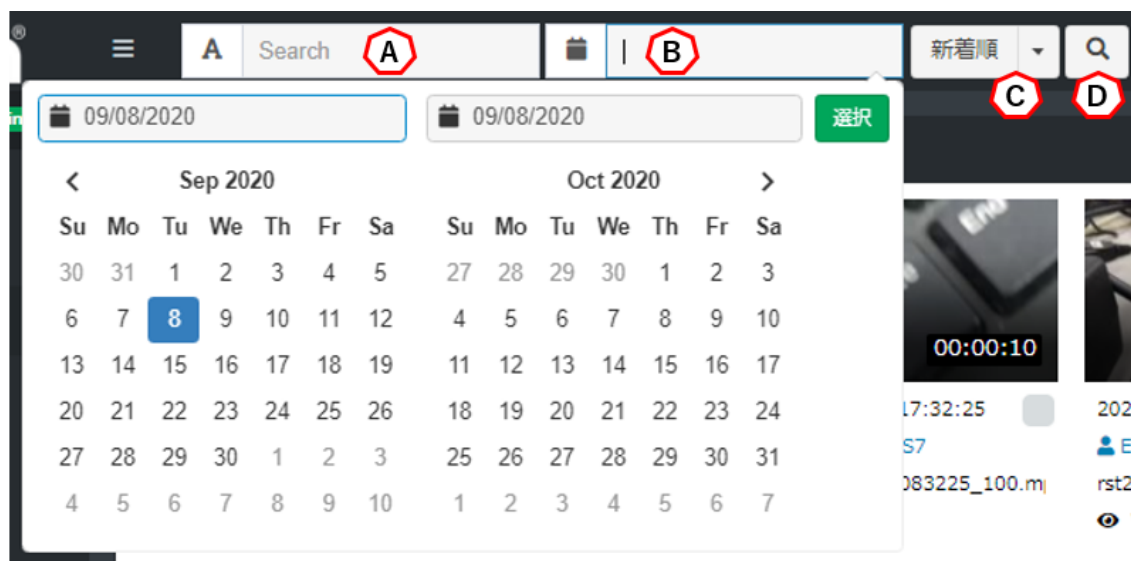 ®
A Search A B 新着順 C D
in 09/08/2020 09/08/2020 選択
Sep 2020 Oct 2020
Su Mo Tu We Th Fr Sa Su Mo Tu We Th Fr Sa
30 31 1 2 3 4 5 27 28 29 30 1 2 3
6 7 8 9 10 11 12 4 5 6 7 8 9 10
13 14 15 16 17 18 19 11 12 13 14 15 16 17
20 21 22 23 24 25 26 18 19 20 21 22 23 24
27 28 29 30 1 2 3 25 26 27 28 29 30 31
4 5 6 7 8 9 10 1 2 3 4 5 6 7
End
00:00:10
17:32:25 202
S7 E
083225_100.m rst2